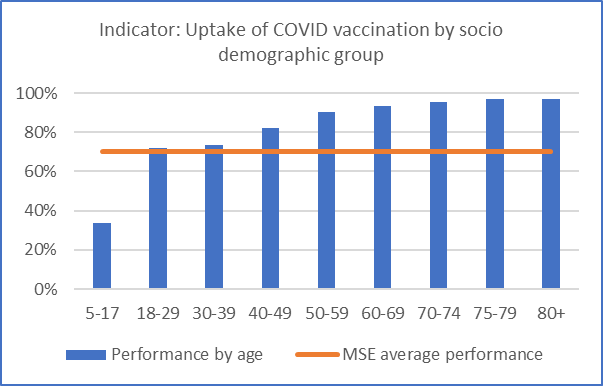 Indicator: Uptake of COVID vaccination by socio
demographic group
100%
80%
60%
40%
20%
0%
5-17 18-29 30-39 40-49 50-59 60-69 70-74 75-79 80+
Performance by age MSE average performance